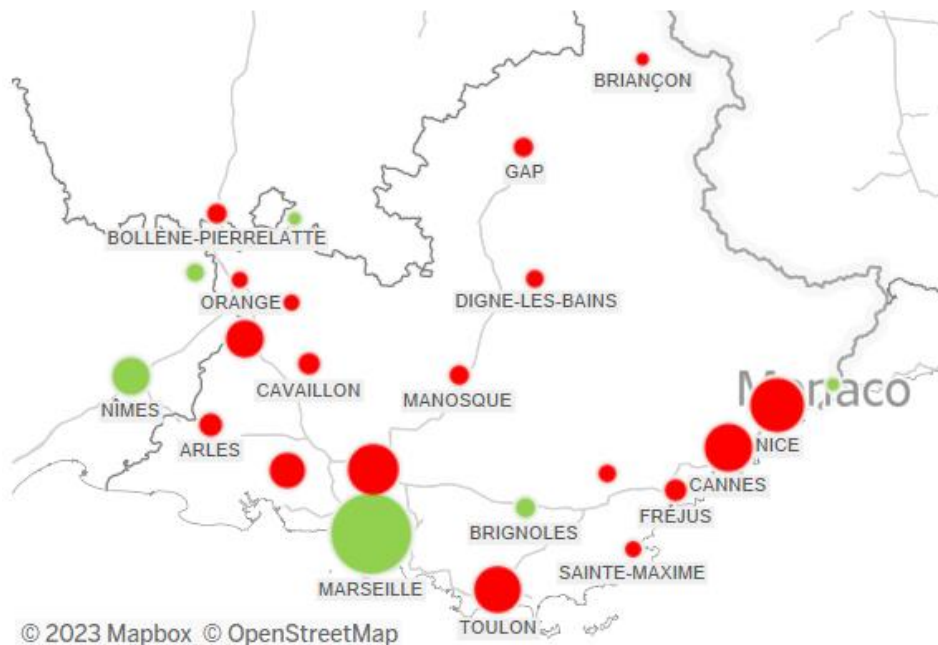 BRIANÇON
GAP
BOLLÈNE-PIERRELATTE
ORANGE
DIGNE-LES-BAINS
CAVAILLON
MANOSQUE
Monaco
NÎMES
ARLES
NICE
CANNES
FRÉJUS
BRIGNOLES
SAINTE-MAXIME
MARSEILLE
TOULON
© 2023 Mapbox © OpenStreetMap